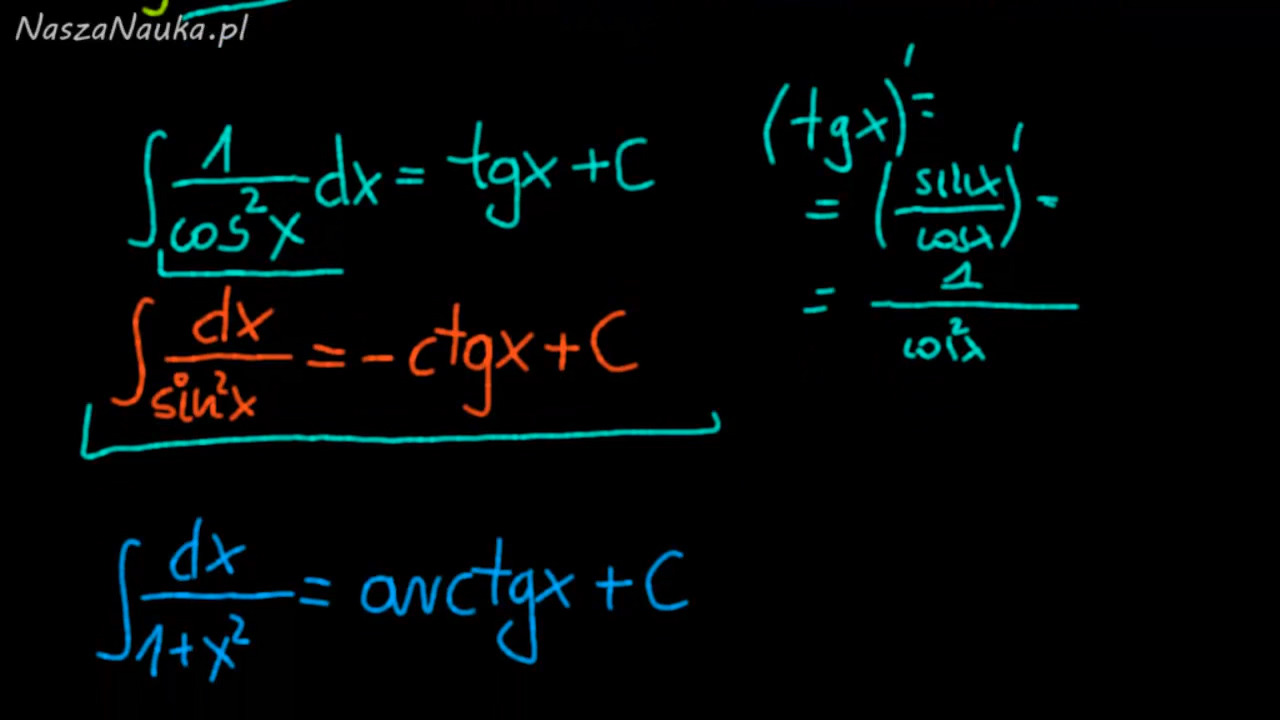 NaszaNauka.pl
∫ 1/cos²x dx = tgx + C
(tgx)' =
= (sinx/cosx)' =
= 1/cos²x
∫ dx/sin²x = -ctgx + C
∫ dx/1+x² = arctgx + C